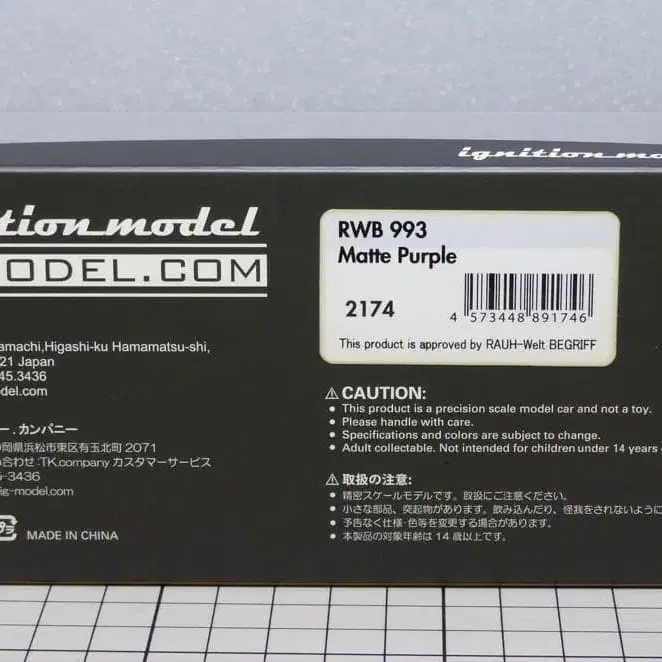 ignition mo
tion model
ODEL.COM
RWB 993
Matte Purple
2174
4 573448 891746
This product is approved by RAUH-Welt BEGRIFF
amachi,Higashi-ku Hamamatsu-shi,
21 Japan
45.3436
del.com
ー.カンパニー
岡県浜松市東区有玉北町 2071
合わせ:TK.company カスタマーサービス
5-3436
ig-model.com
プラ
MADE IN CHINA
⚠CAUTION:
• This product is a precision scale model car and not a toy.
• Please handle with care.
• Specifications and colors are subject to change.
• Adult collectable. Not intended for children under 14 years
⚠取扱の注意:
• 精密スケールモデルです。取扱にご注意ください。
• 小さな部品、突起物があります。飲み込んだり、怪我をされないように
• 予告なく仕様・色等を変更する場合があります。
• 本製品の対象年齢は 14 歳以上です。